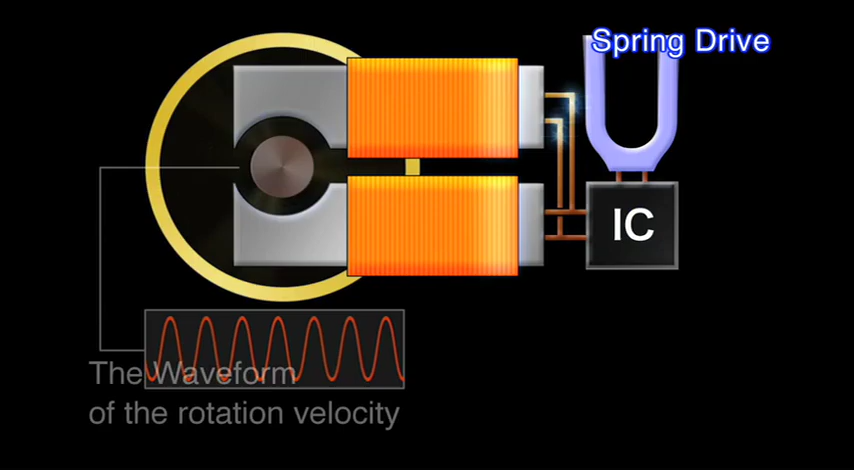 Spring Drive
IC
The Waveform
of the rotation velocity